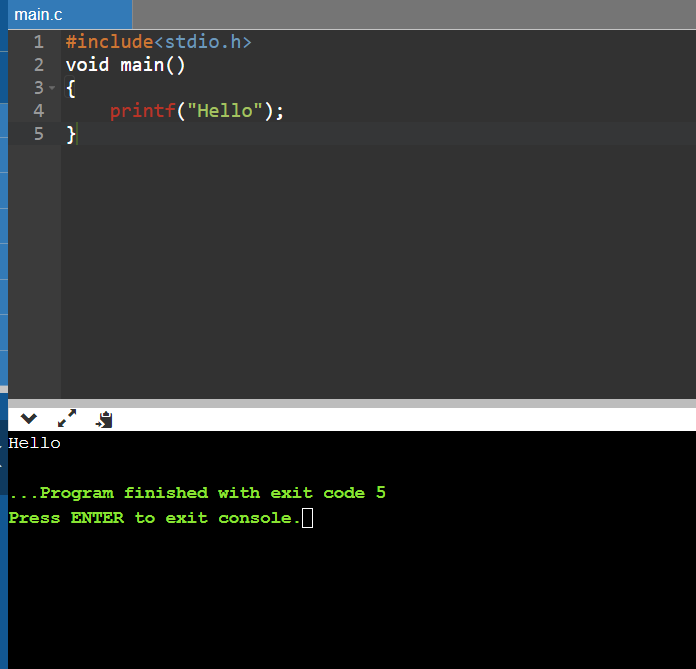 main.c
1 #include<stdio.h>
2 void main()
3 {
4     printf("Hello");
5 }
Hello
...Program finished with exit code 5
Press ENTER to exit console.